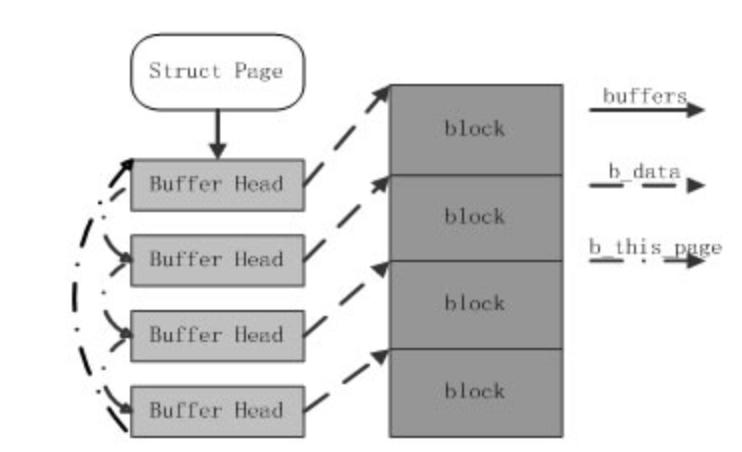 Struct Page
Buffer Head
Buffer Head
Buffer Head
Buffer Head
block
block
block
block
buffers
b_data
b_this_page